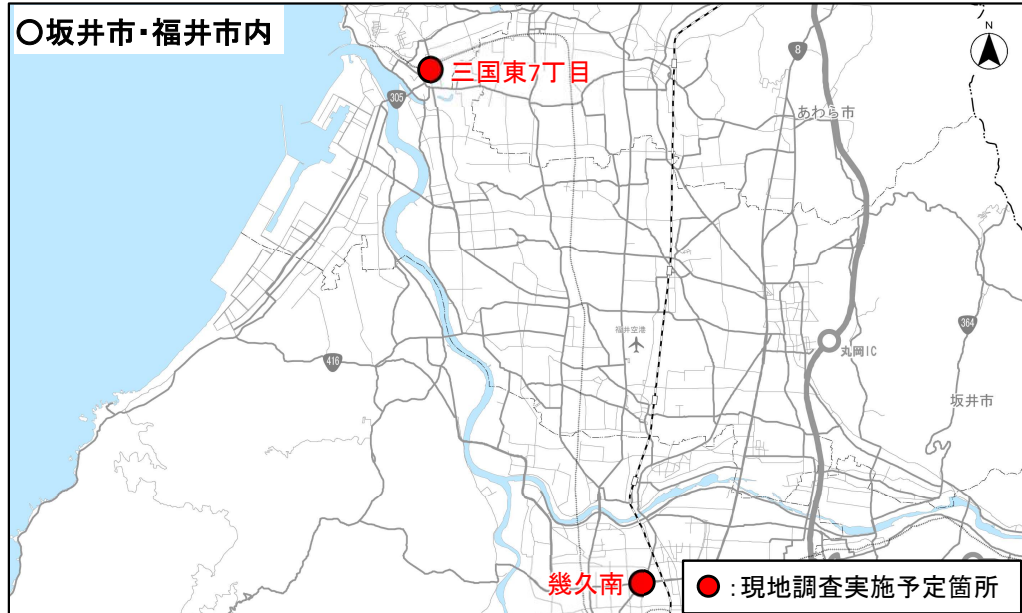 ○坂井市・福井市内
N
8
三国東7丁目
305
あわら市
364
福井空港
丸岡IC
416
坂井市
幾久南
：現地調査実施予定箇所